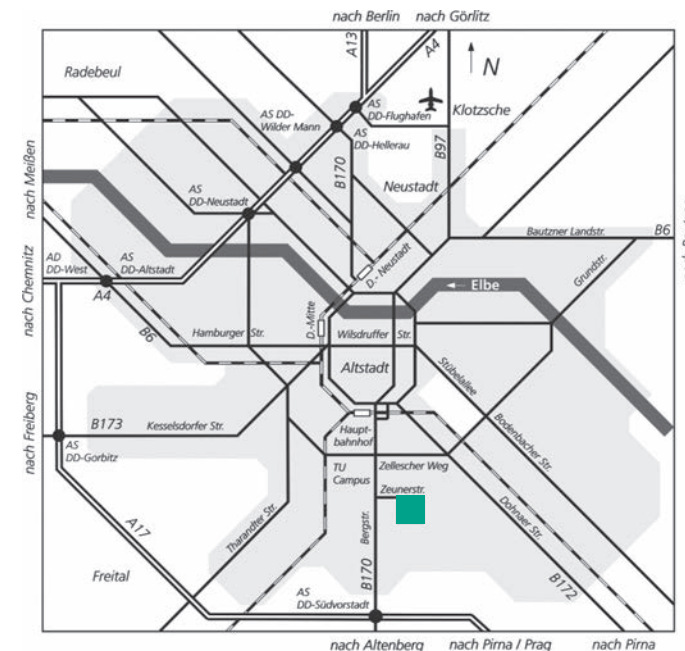 nach Berlin
nach Görlitz
A13
A4
N
Radebeul
AS
DD-Flughafen
Klotzsche
AS DD-
Wilder Mann
AS
DD-Hellerau
B170
B97
nach Meißen
AS
DD-Neustadt
Neustadt
Bautzner Landstr.
B6
D.- Neustadt
Grundstr.
AD
DD-West
AS
DD-Altstadt
nach Chemnitz
A4
← Elbe
B6
Hamburger Str.
D.-Mitte
Wilsdruffer Str.
Altstadt
Stübelallee
Bodenbacher Str.
nach Freiberg
B173
Kesselsdorfer Str.
Haupt-
bahnhof
AS
DD-Gorbitz
TU
Campus
Zellescher Weg
Zeunerstr.
Tharandter Str.
Bergstr.
Dohnaer Str.
A17
Freital
B170
B172
AS
DD-Südvorstadt
nach Altenberg
nach Pirna / Prag
nach Pirna